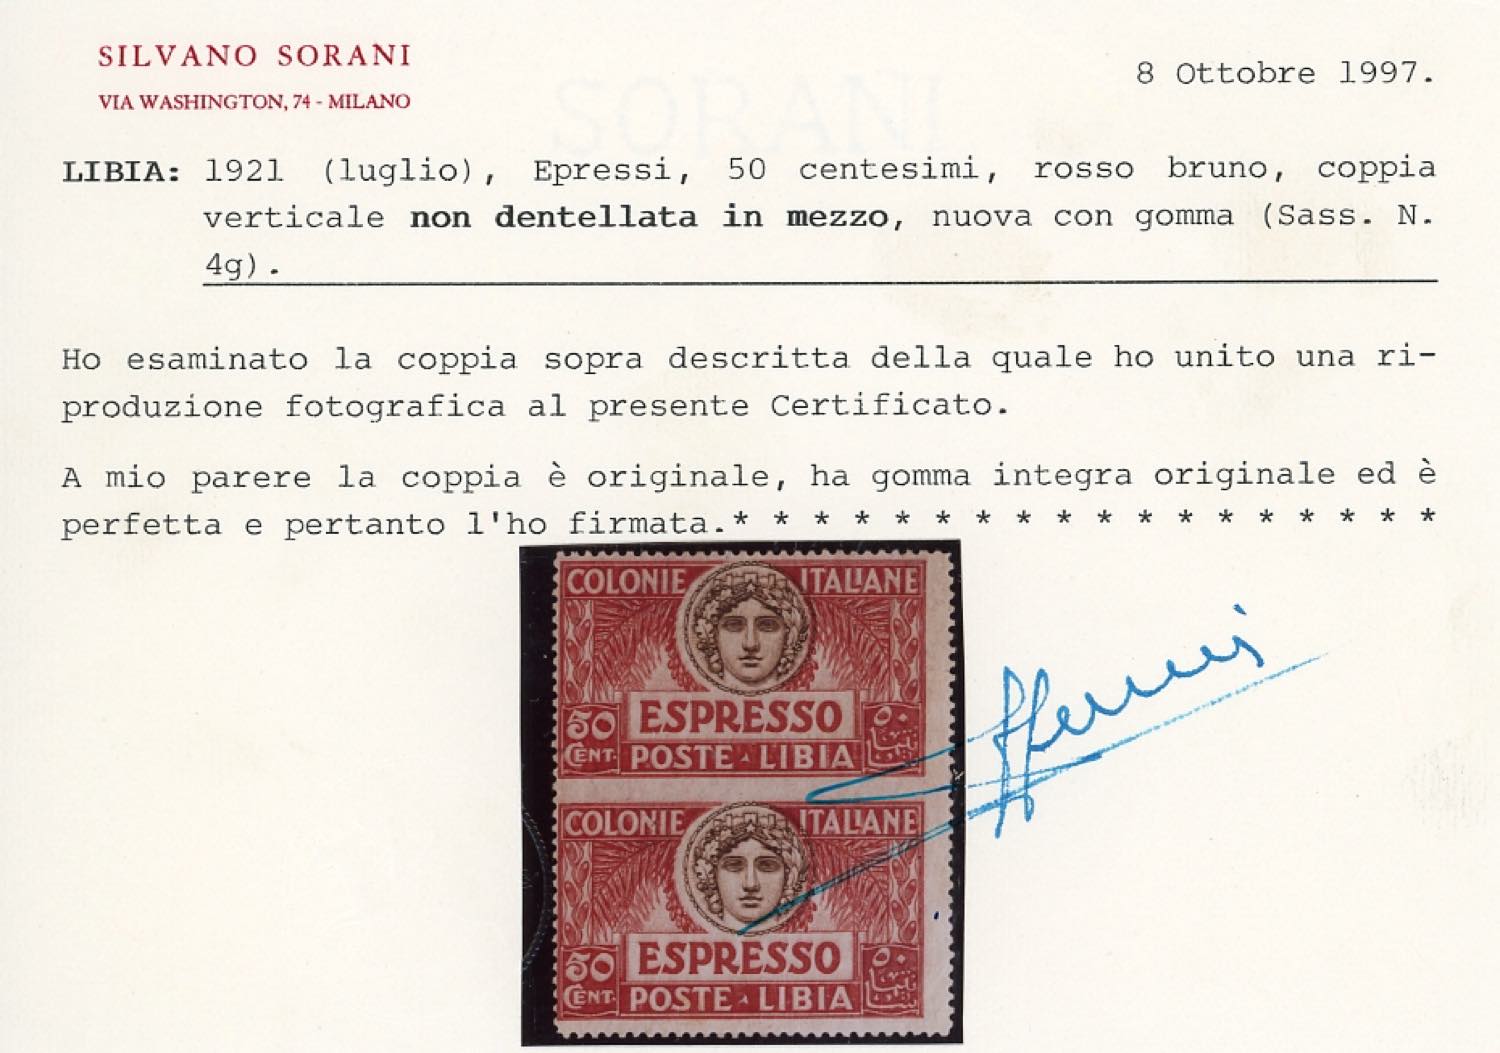 SILVANO SORANI
VIA WASHINGTON, 74 - MILANO
8 Ottobre 1997.
SORANI
LIBIA: 1921 (luglio), Epressi, 50 centesimi, rosso bruno, coppia
verticale non dentellata in mezzo, nuova con gomma (Sass. N.
4g).
Ho esaminato la coppia sopra descritta della quale ho unito una ri-
produzione fotografica al presente Certificato.
A mio parere la coppia è originale, ha gomma integra originale ed è
perfetta e pertanto l'ho firmata.* * * * * * * * * * * * * * * * * *
COLONIE ITALIANE
50 ESPRESSO ٥٠
CENT. POSTE LIBIA
COLONIE ITALIANE
50 ESPRESSO ٥٠
CENT. POSTE LIBIA